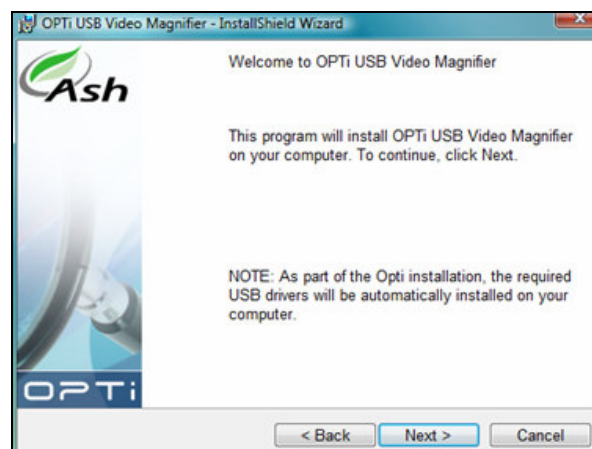 OPTi USB Video Magnifier - InstallShield Wizard
Ash
Welcome to OPTi USB Video Magnifier
This program will install OPTi USB Video Magnifier
on your computer. To continue, click Next.
NOTE: As part of the Opti installation, the required
USB drivers will be automatically installed on your
computer.
OPTi
< Back Next > Cancel